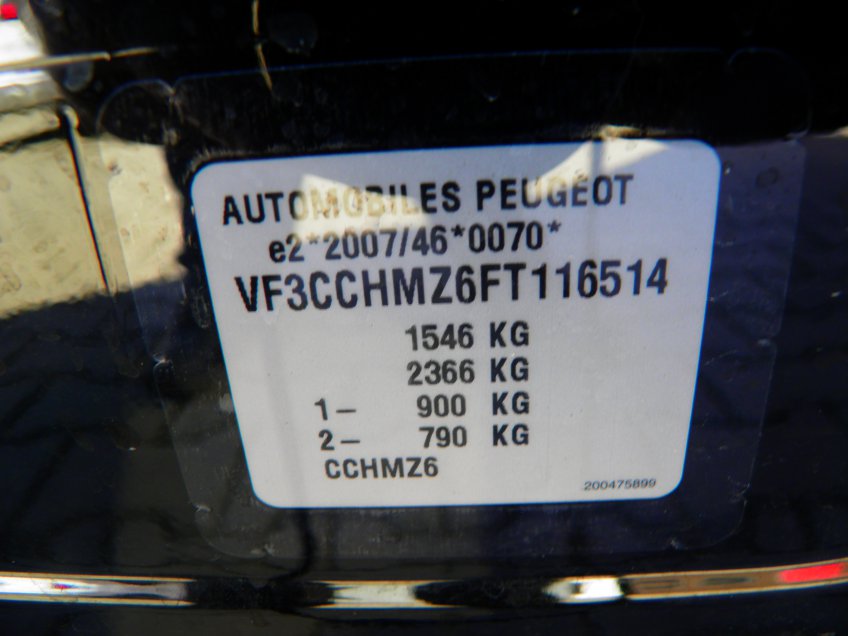 AUTOMOBILES PEUGEOT
e2*2007/46*0070*
VF3CCHMZ6FT116514
1546 KG
2366 KG
1– 900 KG
2– 790 KG
CCHMZ6
200475899